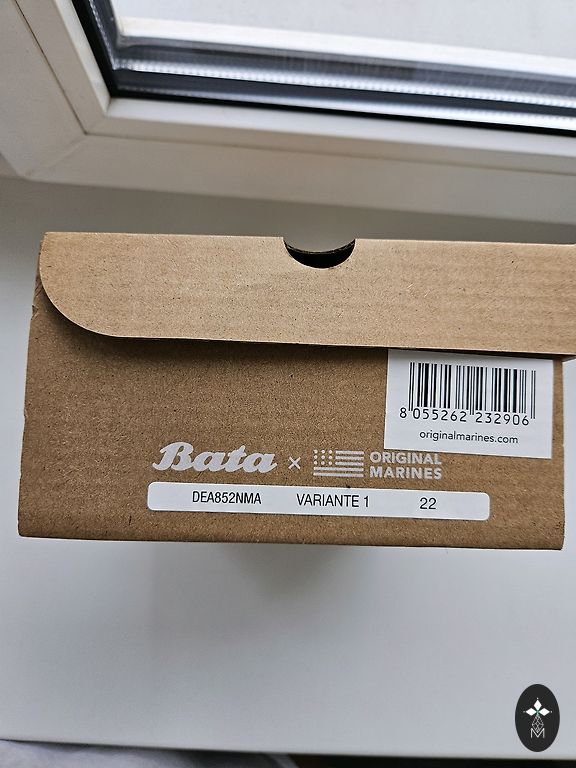 8 055262 232906
originalmarines.com
Bata × ORIGINAL MARINES
DEA852NMA VARIANTE 1 22
M